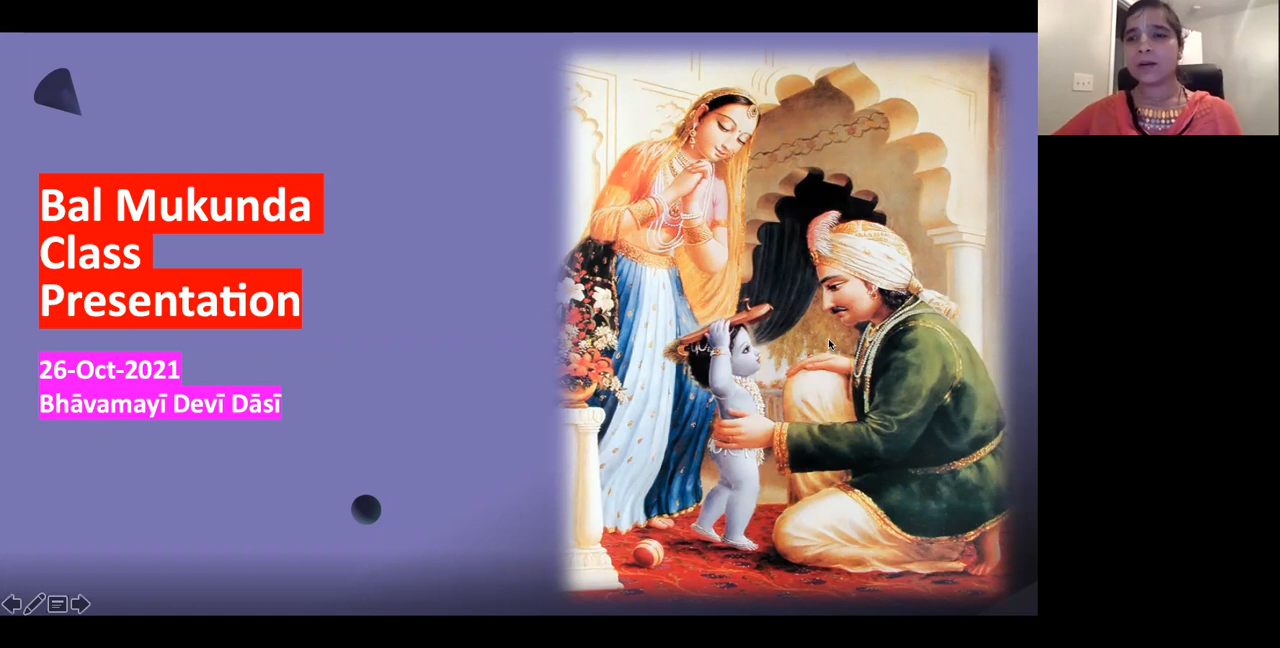 Bal Mukunda
Class
Presentation
26-Oct-2021
Bhāvamayī Devī Dāsī